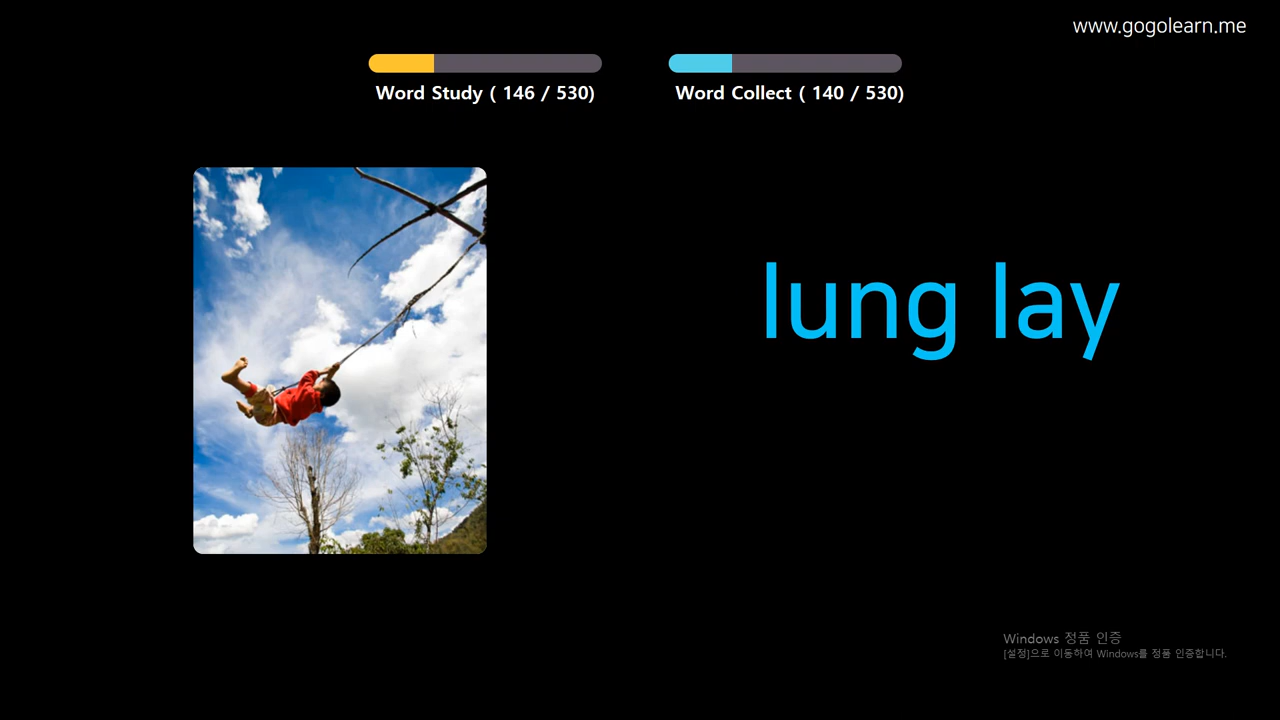 www.gogolearn.me
Word Study ( 146 / 530)
Word Collect ( 140 / 530)
lung lay
Windows 정품 인증
[설정]으로 이동하여 Windows를 정품 인증합니다.